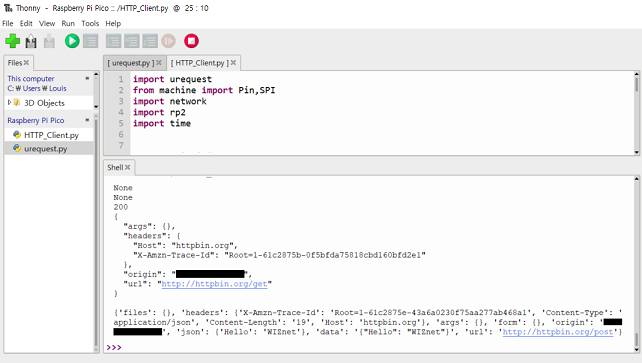 Thonny - Raspberry Pi Pico :: /HTTP_Client.py @ 25 : 10
File Edit View Run Tools Help
Files
This computer
C: ₩ Users ₩ Louis
3D Objects
Raspberry Pi Pico
HTTP_Client.py
urequest.py
[ urequest.py ] [ HTTP_Client.py ]
1 import urequest
2 from machine import Pin,SPI
3 import network
4 import rp2
5 import time
6
7
Shell
None
None
200
{
"args": {},
"headers": {
"Host": "httpbin.org",
"X-Amzn-Trace-Id": "Root=1-61c2875b-0f5bfda75818cbd160bfd2e1"
},
"origin": "",
"url": "http://httpbin.org/get"
}
{'files': {}, 'headers': {'X-Amzn-Trace-Id': 'Root=1-61c2875e-43a6a0230f75aa277ab468a1', 'Content-Type': '
application/json', 'Content-Length': '19', 'Host': 'httpbin.org'}, 'args': {}, 'form': {}, 'origin': '
', 'json': {'Hello': 'WIZnet'}, 'data': '{"Hello": "WIZnet"}', 'url': 'http://httpbin.org/post'}
>>>